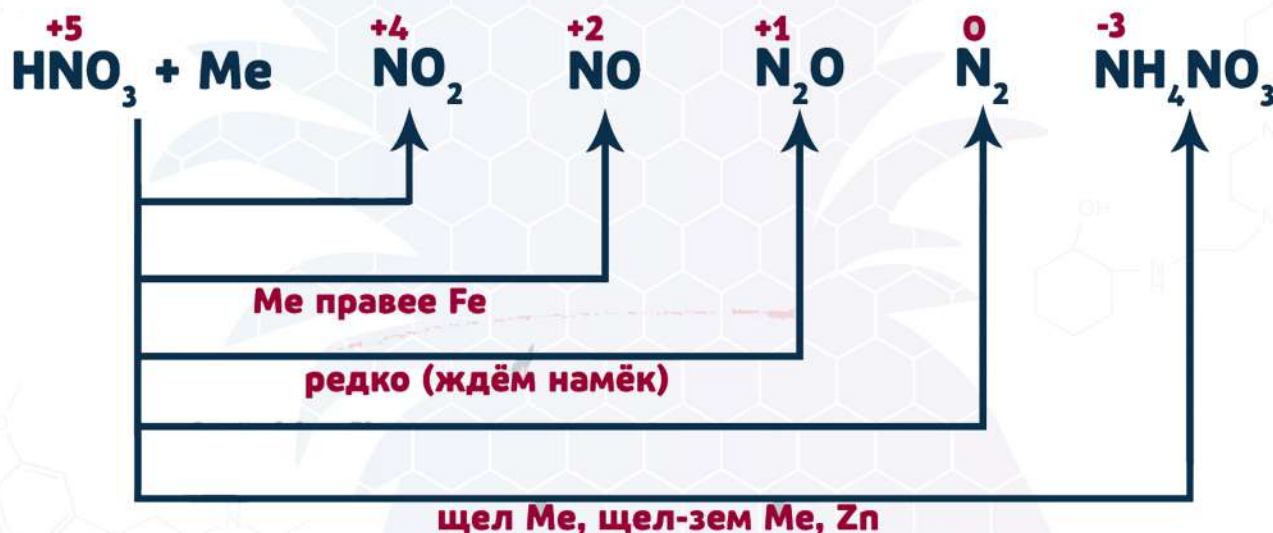 +5 +4 +2 +1 0 -3
HNO₃ + Me NO₂ NO N₂O N₂ NH₄NO₃
OH
N
N
H
N
Ме правее Fe
редко (ждём намёк)
щел Ме, щел-зем Ме, Zn